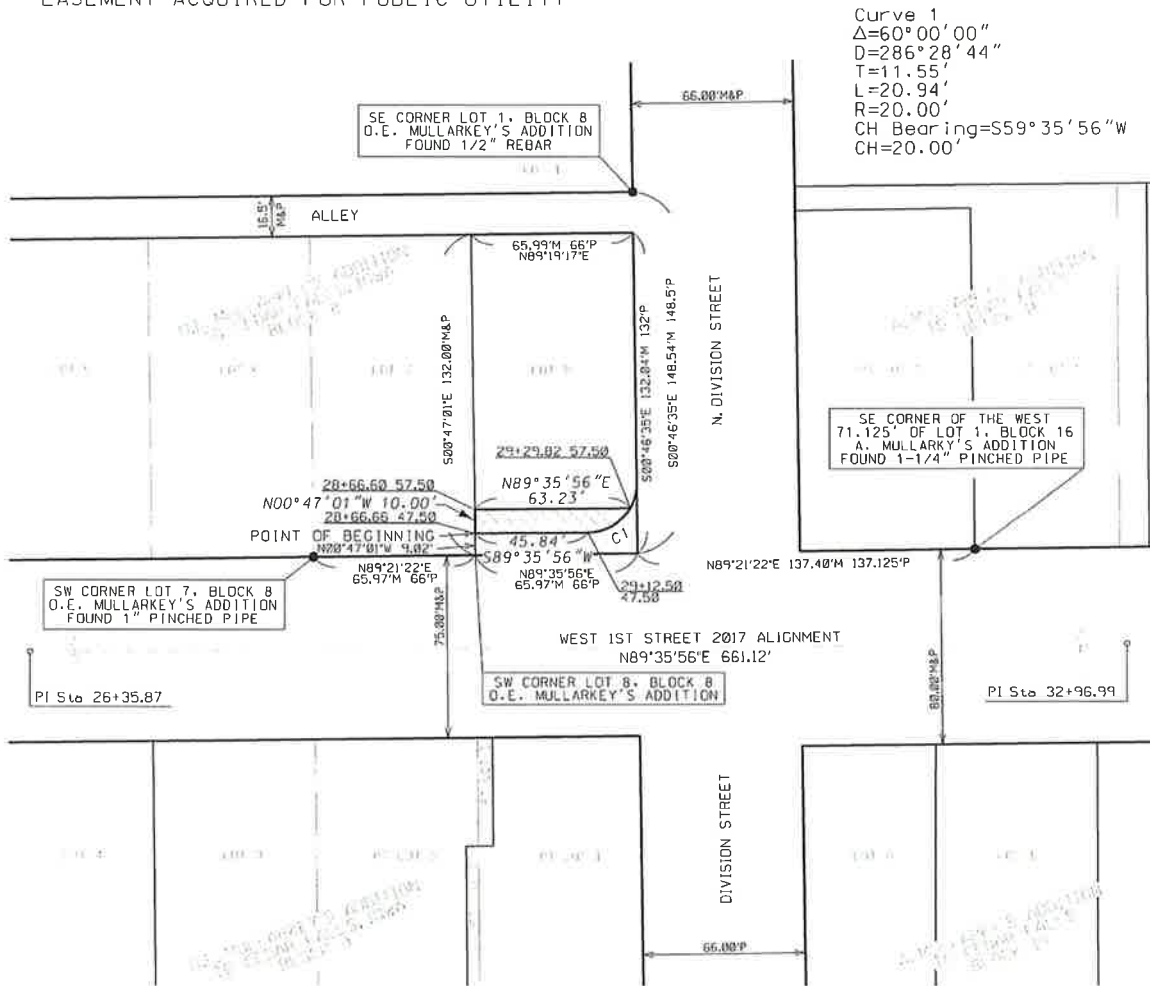 EASEMENT ACQUIRED FOR PUBLIC UTILITY
Curve 1
Δ=60°00'00"
D=286°28'44"
T=11.55'
L=20.94'
R=20.00'
CH Bearing=S59°35'56"W
CH=20.00'
66.00'M&P
SE CORNER LOT 1, BLOCK 8
O.E. MULLARKEY'S ADDITION
FOUND 1/2" REBAR
16.5'
M&P
ALLEY
65.99'M 66'P
N89°19'17"E
S00°47'01"E 132.00'M&P
S00°46'35"E 132.04'M 132'P
S00°46'35"E 148.54'M 148.5'P
N. DIVISION STREET
SE CORNER OF THE WEST
71.125' OF LOT 1, BLOCK 16
A. MULLARKY'S ADDITION
FOUND 1-1/4" PINCHED PIPE
29+29.82 57.50
28+66.60 57.50
N89°35'56"E
63.23'
N00°47'01"W 10.00'
28+66.66 47.50
POINT OF BEGINNING
N00°47'01"W 9.02'
45.84'
S89°35'56"W
C1
N89°21'22"E
65.97'M 66'P
N89°35'56"E
65.97'M 66'P
29+12.50
47.50
N89°21'22"E 137.40'M 137.125'P
SW CORNER LOT 7, BLOCK 8
O.E. MULLARKEY'S ADDITION
FOUND 1" PINCHED PIPE
75.00'M&P
WEST 1ST STREET 2017 ALIGNMENT
N89°35'56"E 661.12'
SW CORNER LOT 8, BLOCK 8
O.E. MULLARKEY'S ADDITION
PI Sta 26+35.87
80.00'M&P
PI Sta 32+96.99
DIVISION STREET
66.00'P